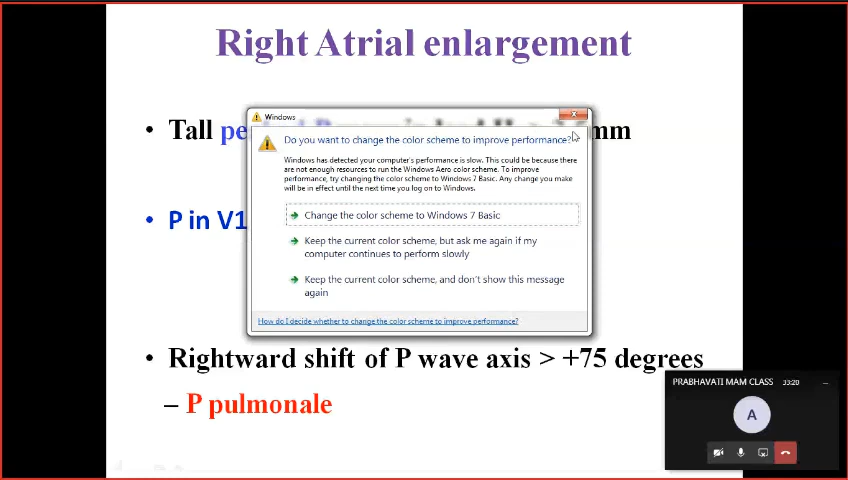 Right Atrial enlargement
• Tall pe mm
Windows
Do you want to change the color scheme to improve performance?
Windows has detected your computer's performance is slow. This could be because there
are not enough resources to run the Windows Aero color scheme. To improve
performance, try changing the color scheme to Windows 7 Basic. Any change you make
will be in effect until the next time you log on to Windows.
Change the color scheme to Windows 7 Basic
• P in V1
Keep the current color scheme, but ask me again if my
computer continues to perform slowly
Keep the current color scheme, and don't show this message
again
How do I decide whether to change the color scheme to improve performance?
• Rightward shift of P wave axis > +75 degrees
– P pulmonale
PRABHAVATI MAM CLASS 33:20
A